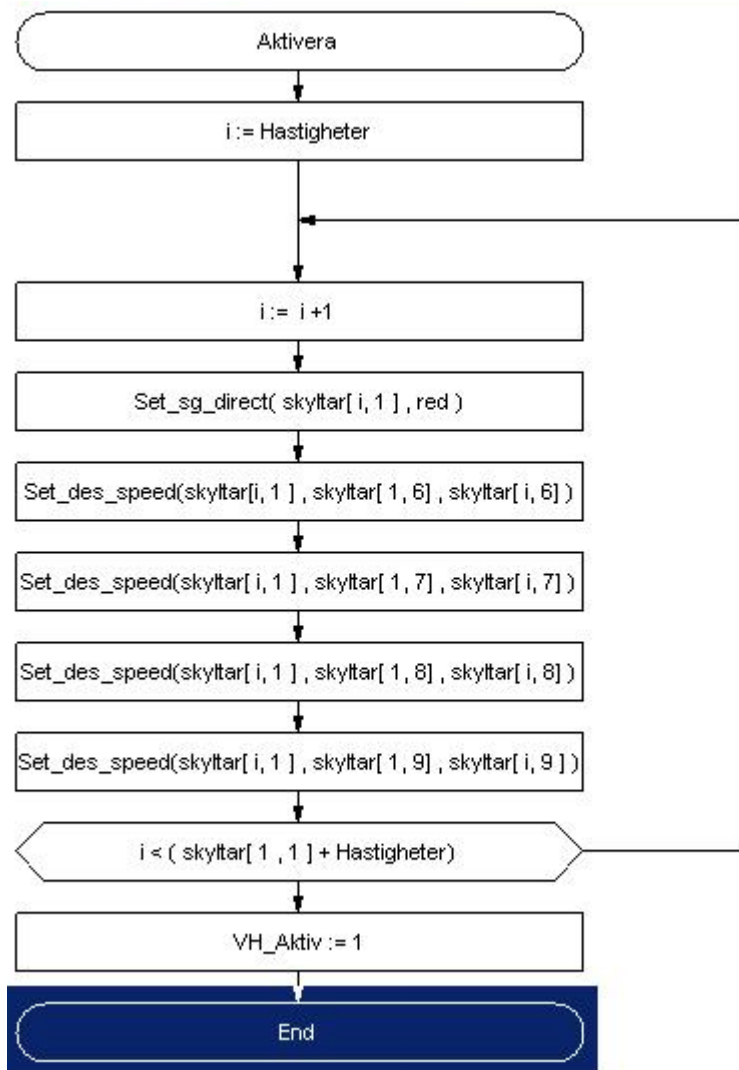 Aktivera
i := Hastigheter
i := i +1
Set_sg_direct( skyltar[ i, 1 ] , red )
Set_des_speed(skyltar[i, 1 ] , skyltar[ 1, 6] , skyltar[ i, 6] )
Set_des_speed(skyltar[ i, 1 ] , skyltar[ 1, 7] , skyltar[ i, 7] )
Set_des_speed(skyltar[ i, 1 ] , skyltar[ 1, 8] , skyltar[ i, 8] )
Set_des_speed(skyltar[ i, 1 ] , skyltar[ 1, 9] , skyltar[ i, 9 ] )
i < ( skyltar[ 1 , 1 ] + Hastigheter)
VH_Aktiv := 1
End